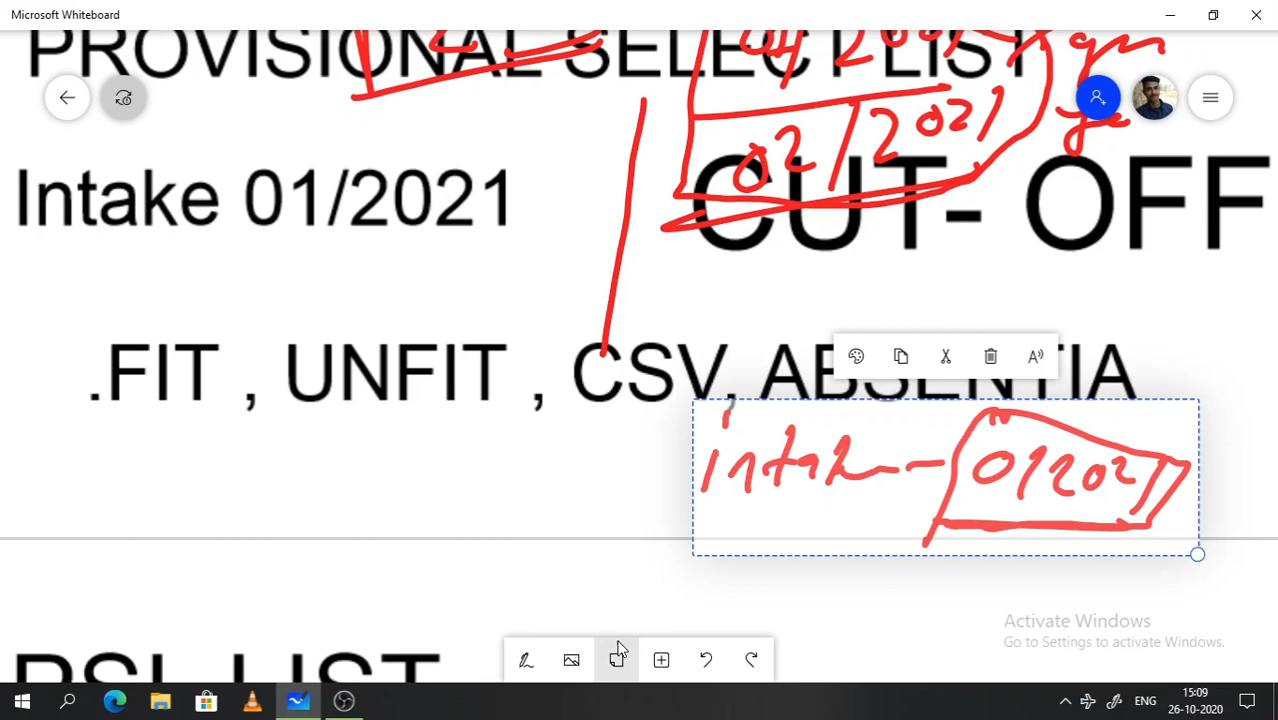 Microsoft Whiteboard
PROVISIONAL SELECT LIST
02/2021
Intake 01/2021
CUT- OFF
.FIT , UNFIT , CSV, ABSENTIA
intake - 01/2021
PSL LIST
Activate Windows
Go to Settings to activate Windows.
ENG
15:09
26-10-2020